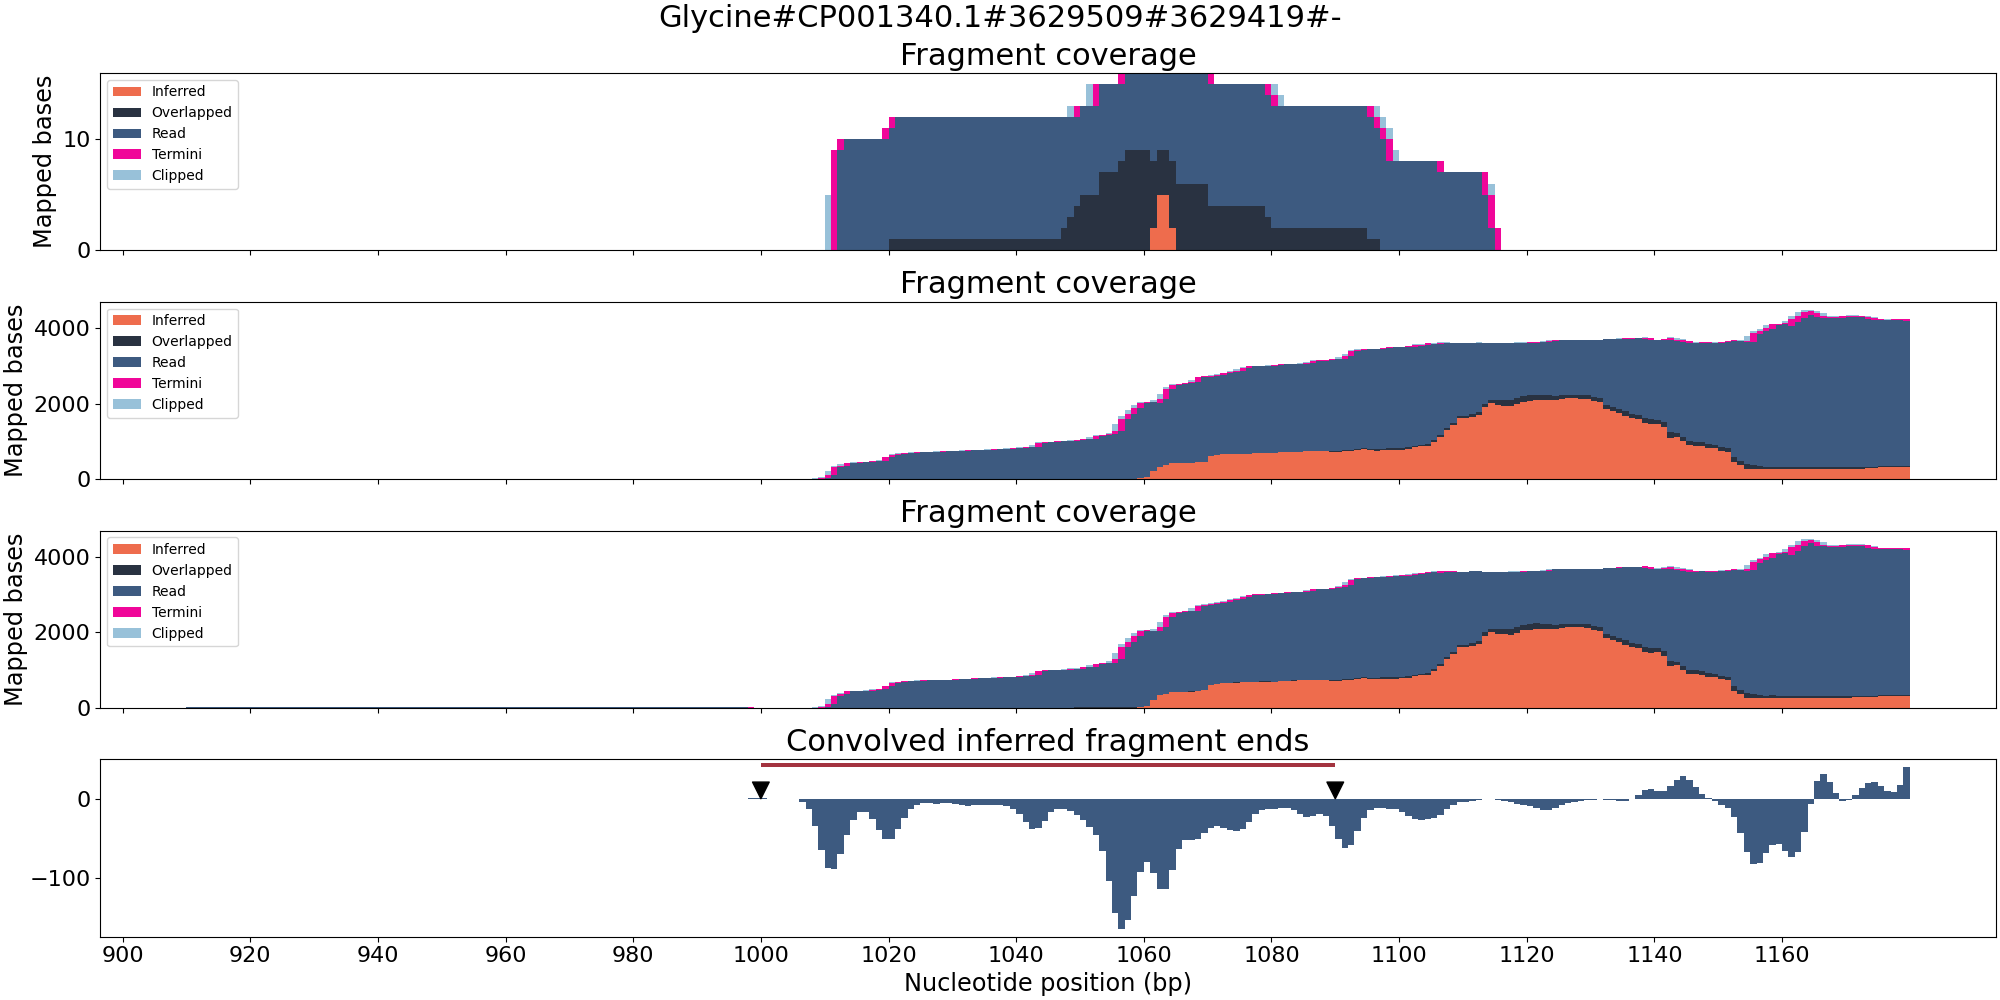 Glycine#CP001340.1#3629509#3629419#-
Fragment coverage
Mapped bases
10
0
Inferred
Overlapped
Read
Termini
Clipped
Fragment coverage
Mapped bases
4000
2000
0
Inferred
Overlapped
Read
Termini
Clipped
Fragment coverage
Mapped bases
4000
2000
0
Inferred
Overlapped
Read
Termini
Clipped
Convolved inferred fragment ends
0
−100
900 920 940 960 980 1000 1020 1040 1060 1080 1100 1120 1140 1160
Nucleotide position (bp)